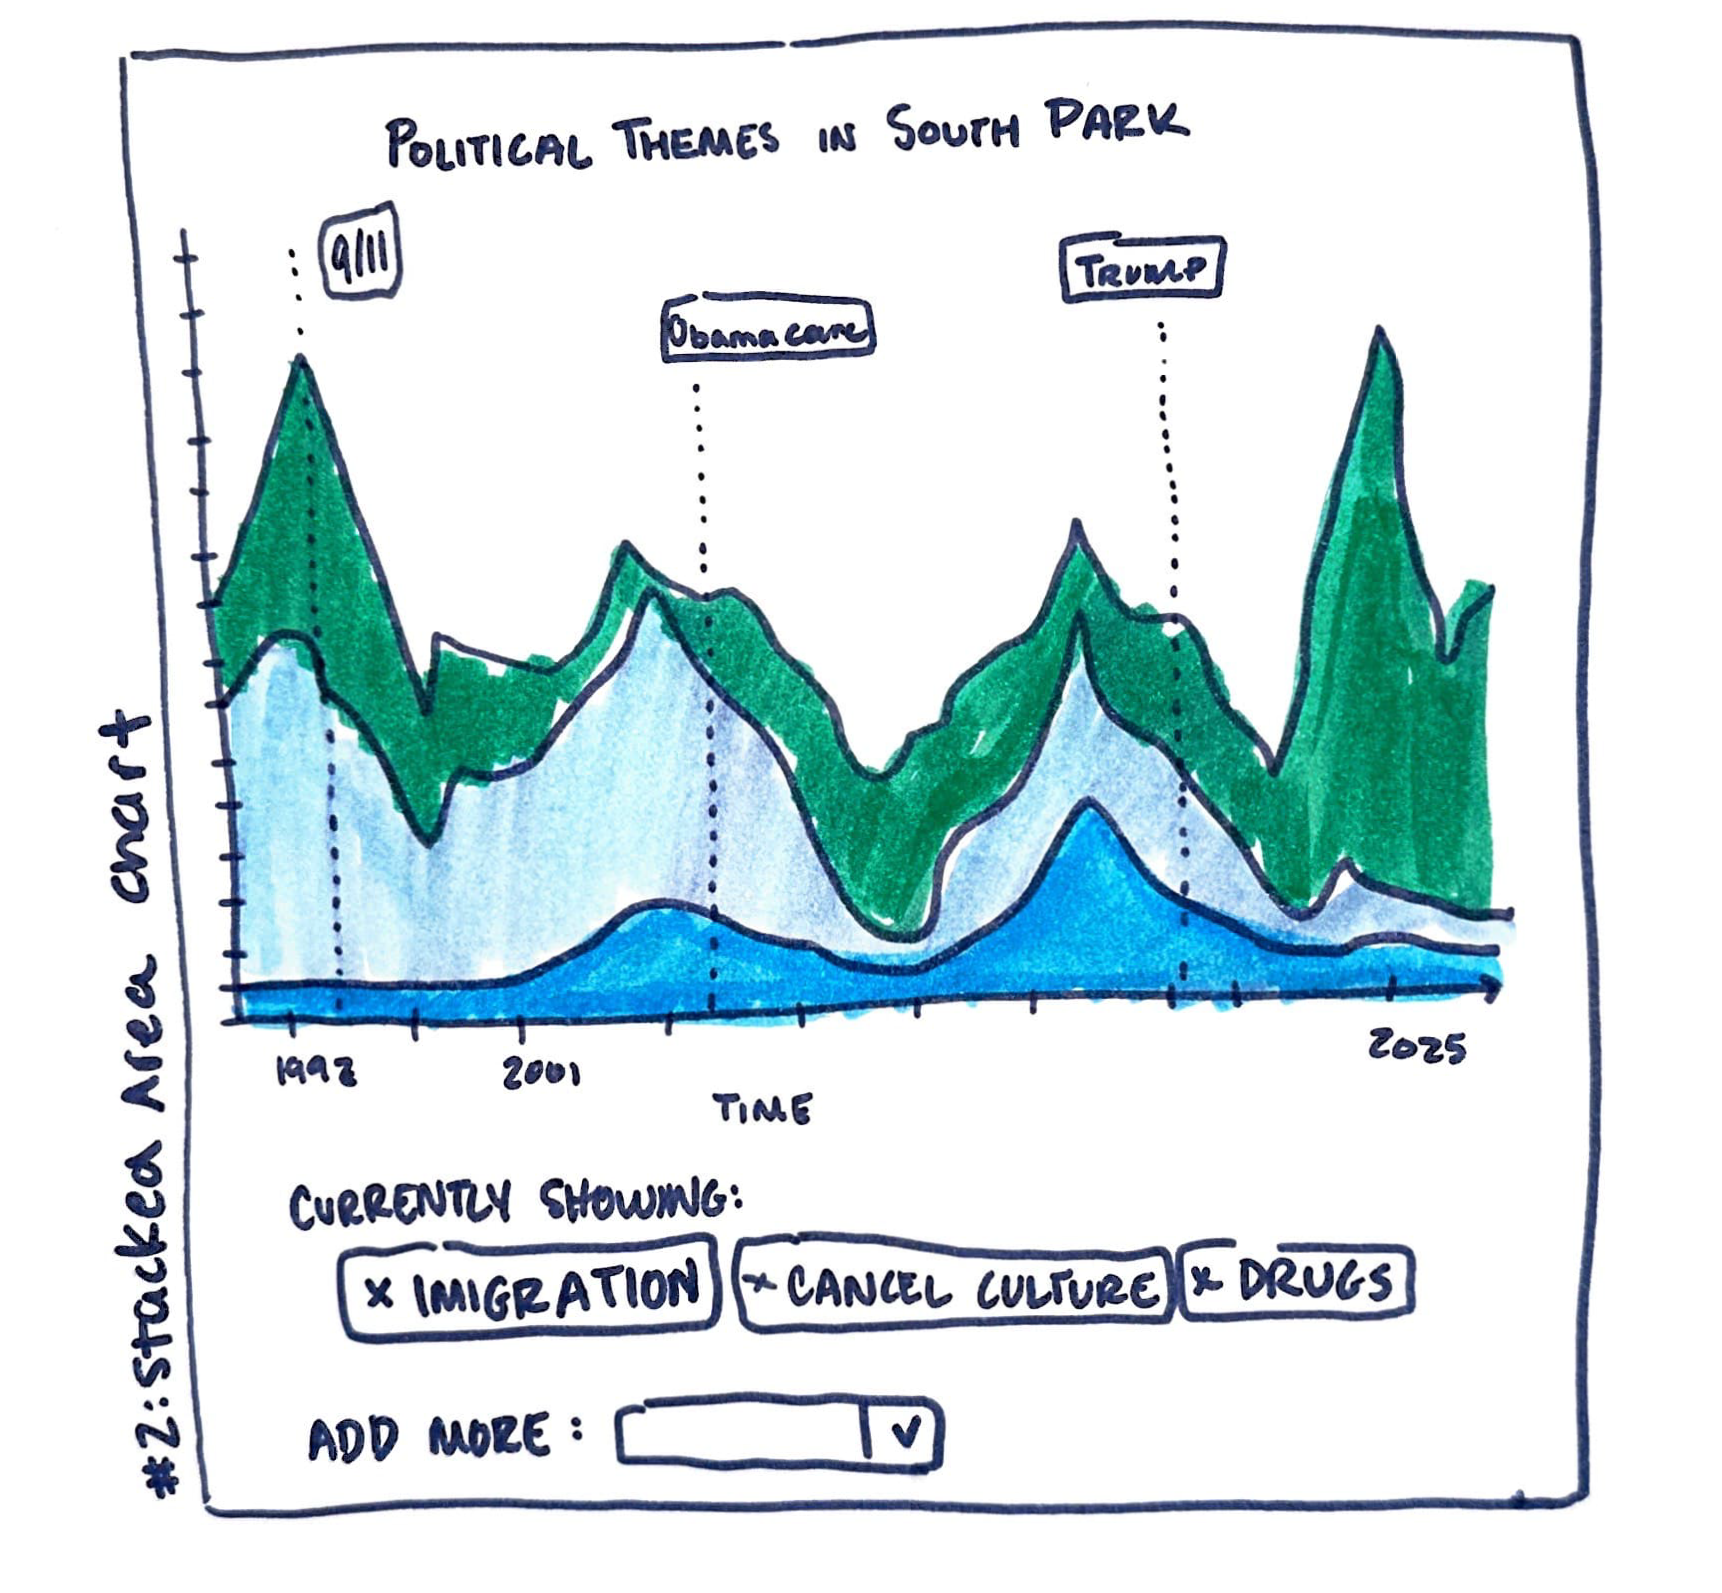 POLITICAL THEMES IN SOUTH PARK
9/11
Obamacare
TRUMP
1992
2001
2025
TIME
CURRENTLY SHOWING:
x IMIGRATION
x CANCEL CULTURE
x DRUGS
ADD MORE:
#2: Stacked Area chart